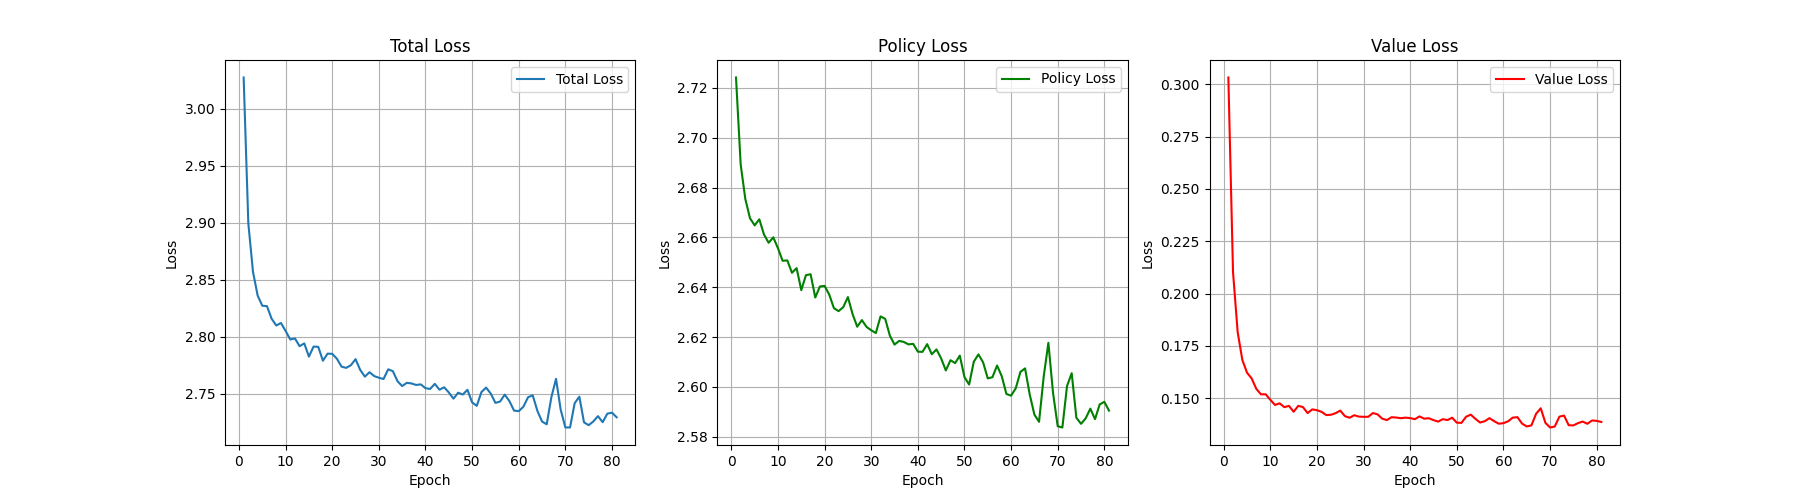 Total Loss
Total Loss
3.00
2.95
2.90
2.85
2.80
2.75
Loss
0 10 20 30 40 50 60 70 80
Epoch
Policy Loss
Policy Loss
2.72
2.70
2.68
2.66
2.64
2.62
2.60
2.58
Loss
0 10 20 30 40 50 60 70 80
Epoch
Value Loss
Value Loss
0.300
0.275
0.250
0.225
0.200
0.175
0.150
Loss
0 10 20 30 40 50 60 70 80
Epoch